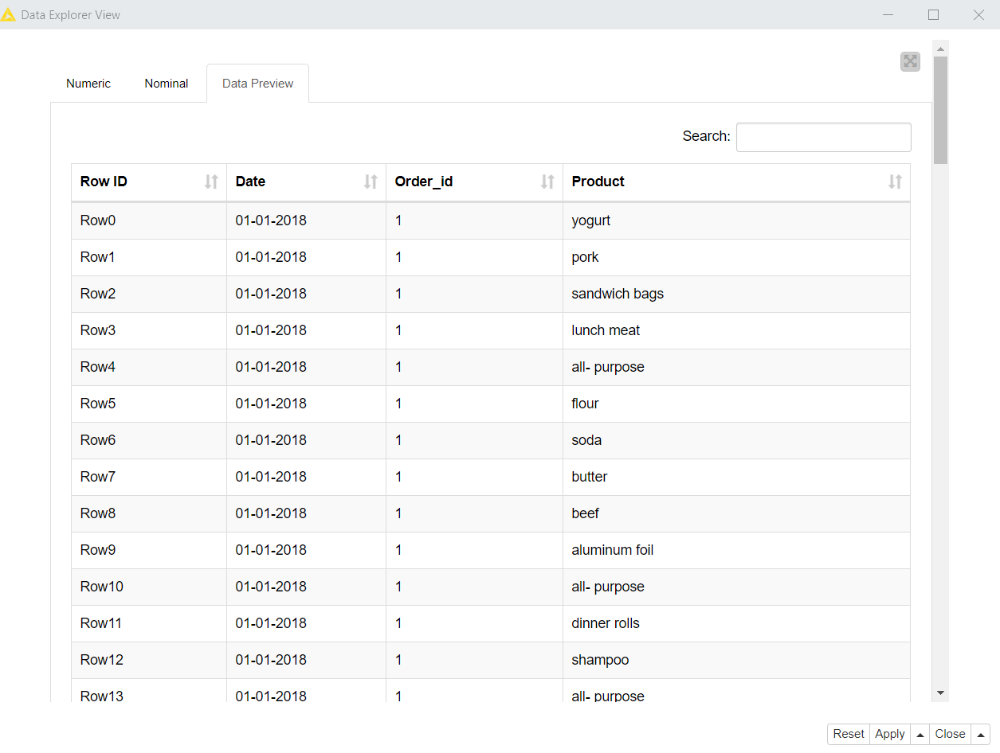 Data Explorer View
Numeric Nominal Data Preview
Search:
Row ID Date Order_id Product
Row0 01-01-2018 1 yogurt
Row1 01-01-2018 1 pork
Row2 01-01-2018 1 sandwich bags
Row3 01-01-2018 1 lunch meat
Row4 01-01-2018 1 all- purpose
Row5 01-01-2018 1 flour
Row6 01-01-2018 1 soda
Row7 01-01-2018 1 butter
Row8 01-01-2018 1 beef
Row9 01-01-2018 1 aluminum foil
Row10 01-01-2018 1 all- purpose
Row11 01-01-2018 1 dinner rolls
Row12 01-01-2018 1 shampoo
Row13 01-01-2018 1 all- purpose
Reset Apply Close